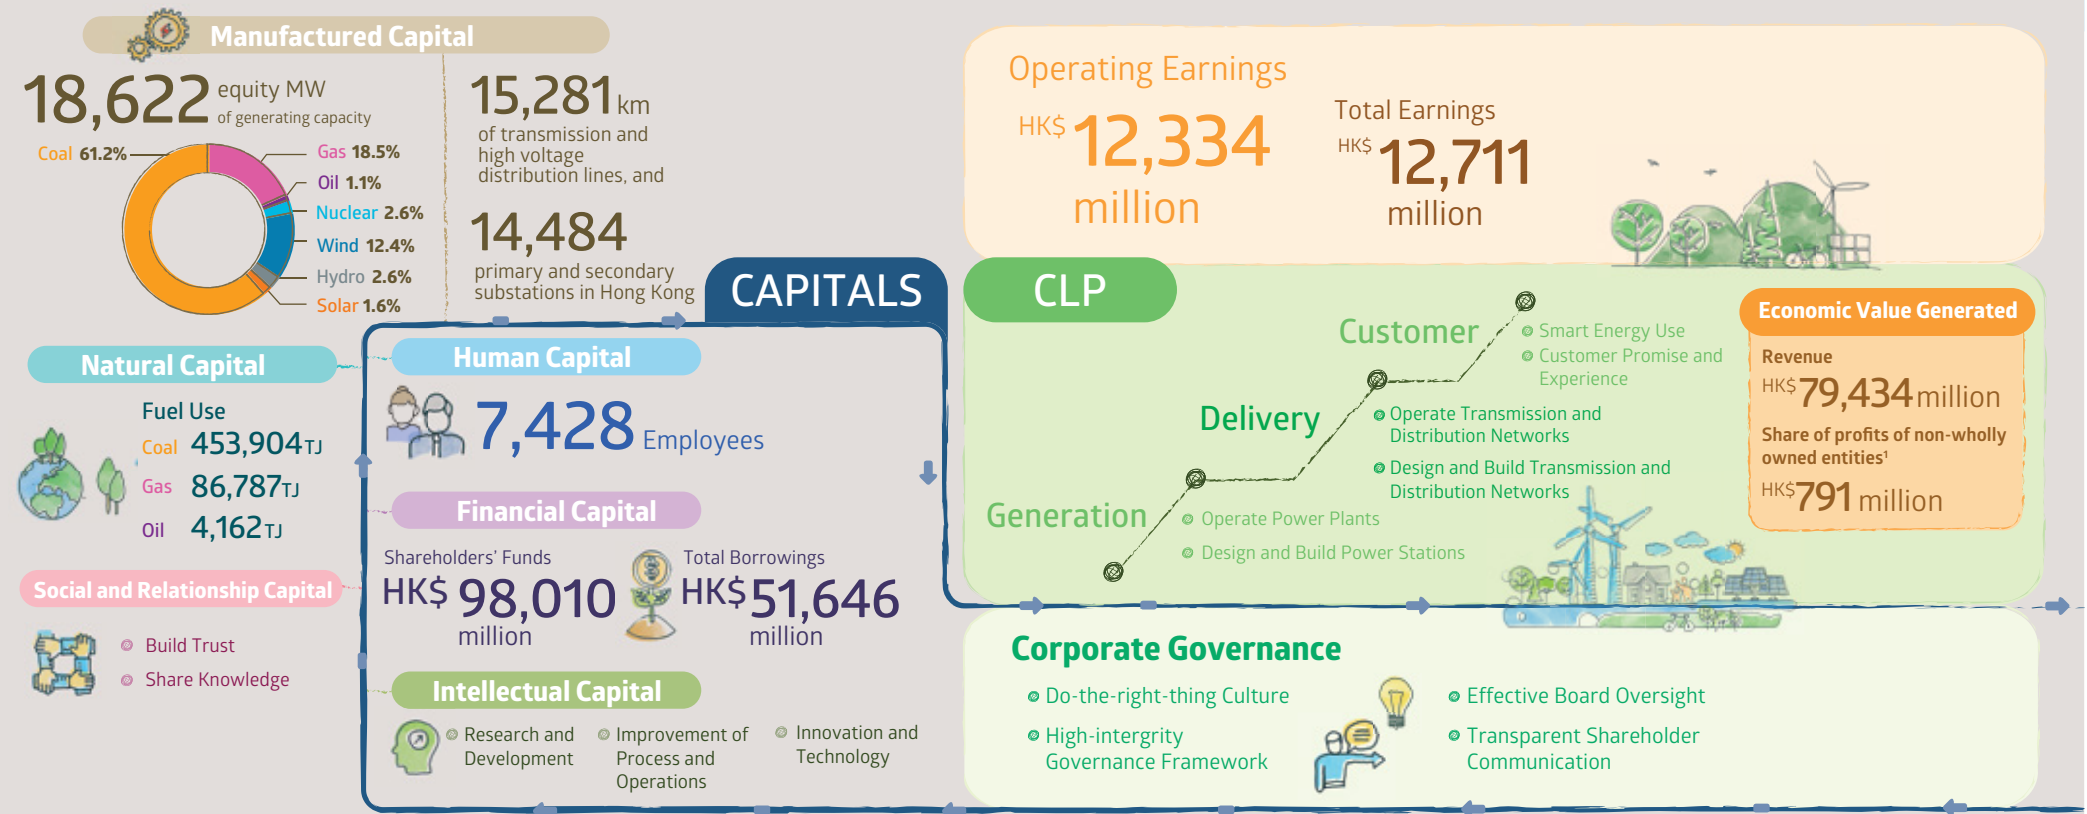 Manufactured Capital
18,622 equity MW
of generating capacity
Coal 61.2%
Gas 18.5%
Oil 1.1%
Nuclear 2.6%
Wind 12.4%
Hydro 2.6%
Solar 1.6%
15,281 km
of transmission and
high voltage
distribution lines, and
14,484
primary and secondary
substations in Hong Kong
CAPITALS
Natural Capital
Fuel Use
Coal 453,904 TJ
Gas 86,787 TJ
Oil 4,162 TJ
Social and Relationship Capital
Build Trust
Share Knowledge
Human Capital
7,428 Employees
Financial Capital
Shareholders' Funds
HK$ 98,010
million
Total Borrowings
HK$ 51,646
million
Intellectual Capital
Research and
Development
Improvement of
Process and
Operations
Innovation and
Technology
Operating Earnings
HK$ 12,334
million
Total Earnings
HK$ 12,711
million
CLP
Customer
Smart Energy Use
Customer Promise and
Experience
Delivery
Operate Transmission and
Distribution Networks
Design and Build Transmission and
Distribution Networks
Generation
Operate Power Plants
Design and Build Power Stations
Economic Value Generated
Revenue
HK$ 79,434 million
Share of profits of non-wholly
owned entities¹
HK$ 791 million
Corporate Governance
Do-the-right-thing Culture
High-intergrity
Governance Framework
Effective Board Oversight
Transparent Shareholder
Communication